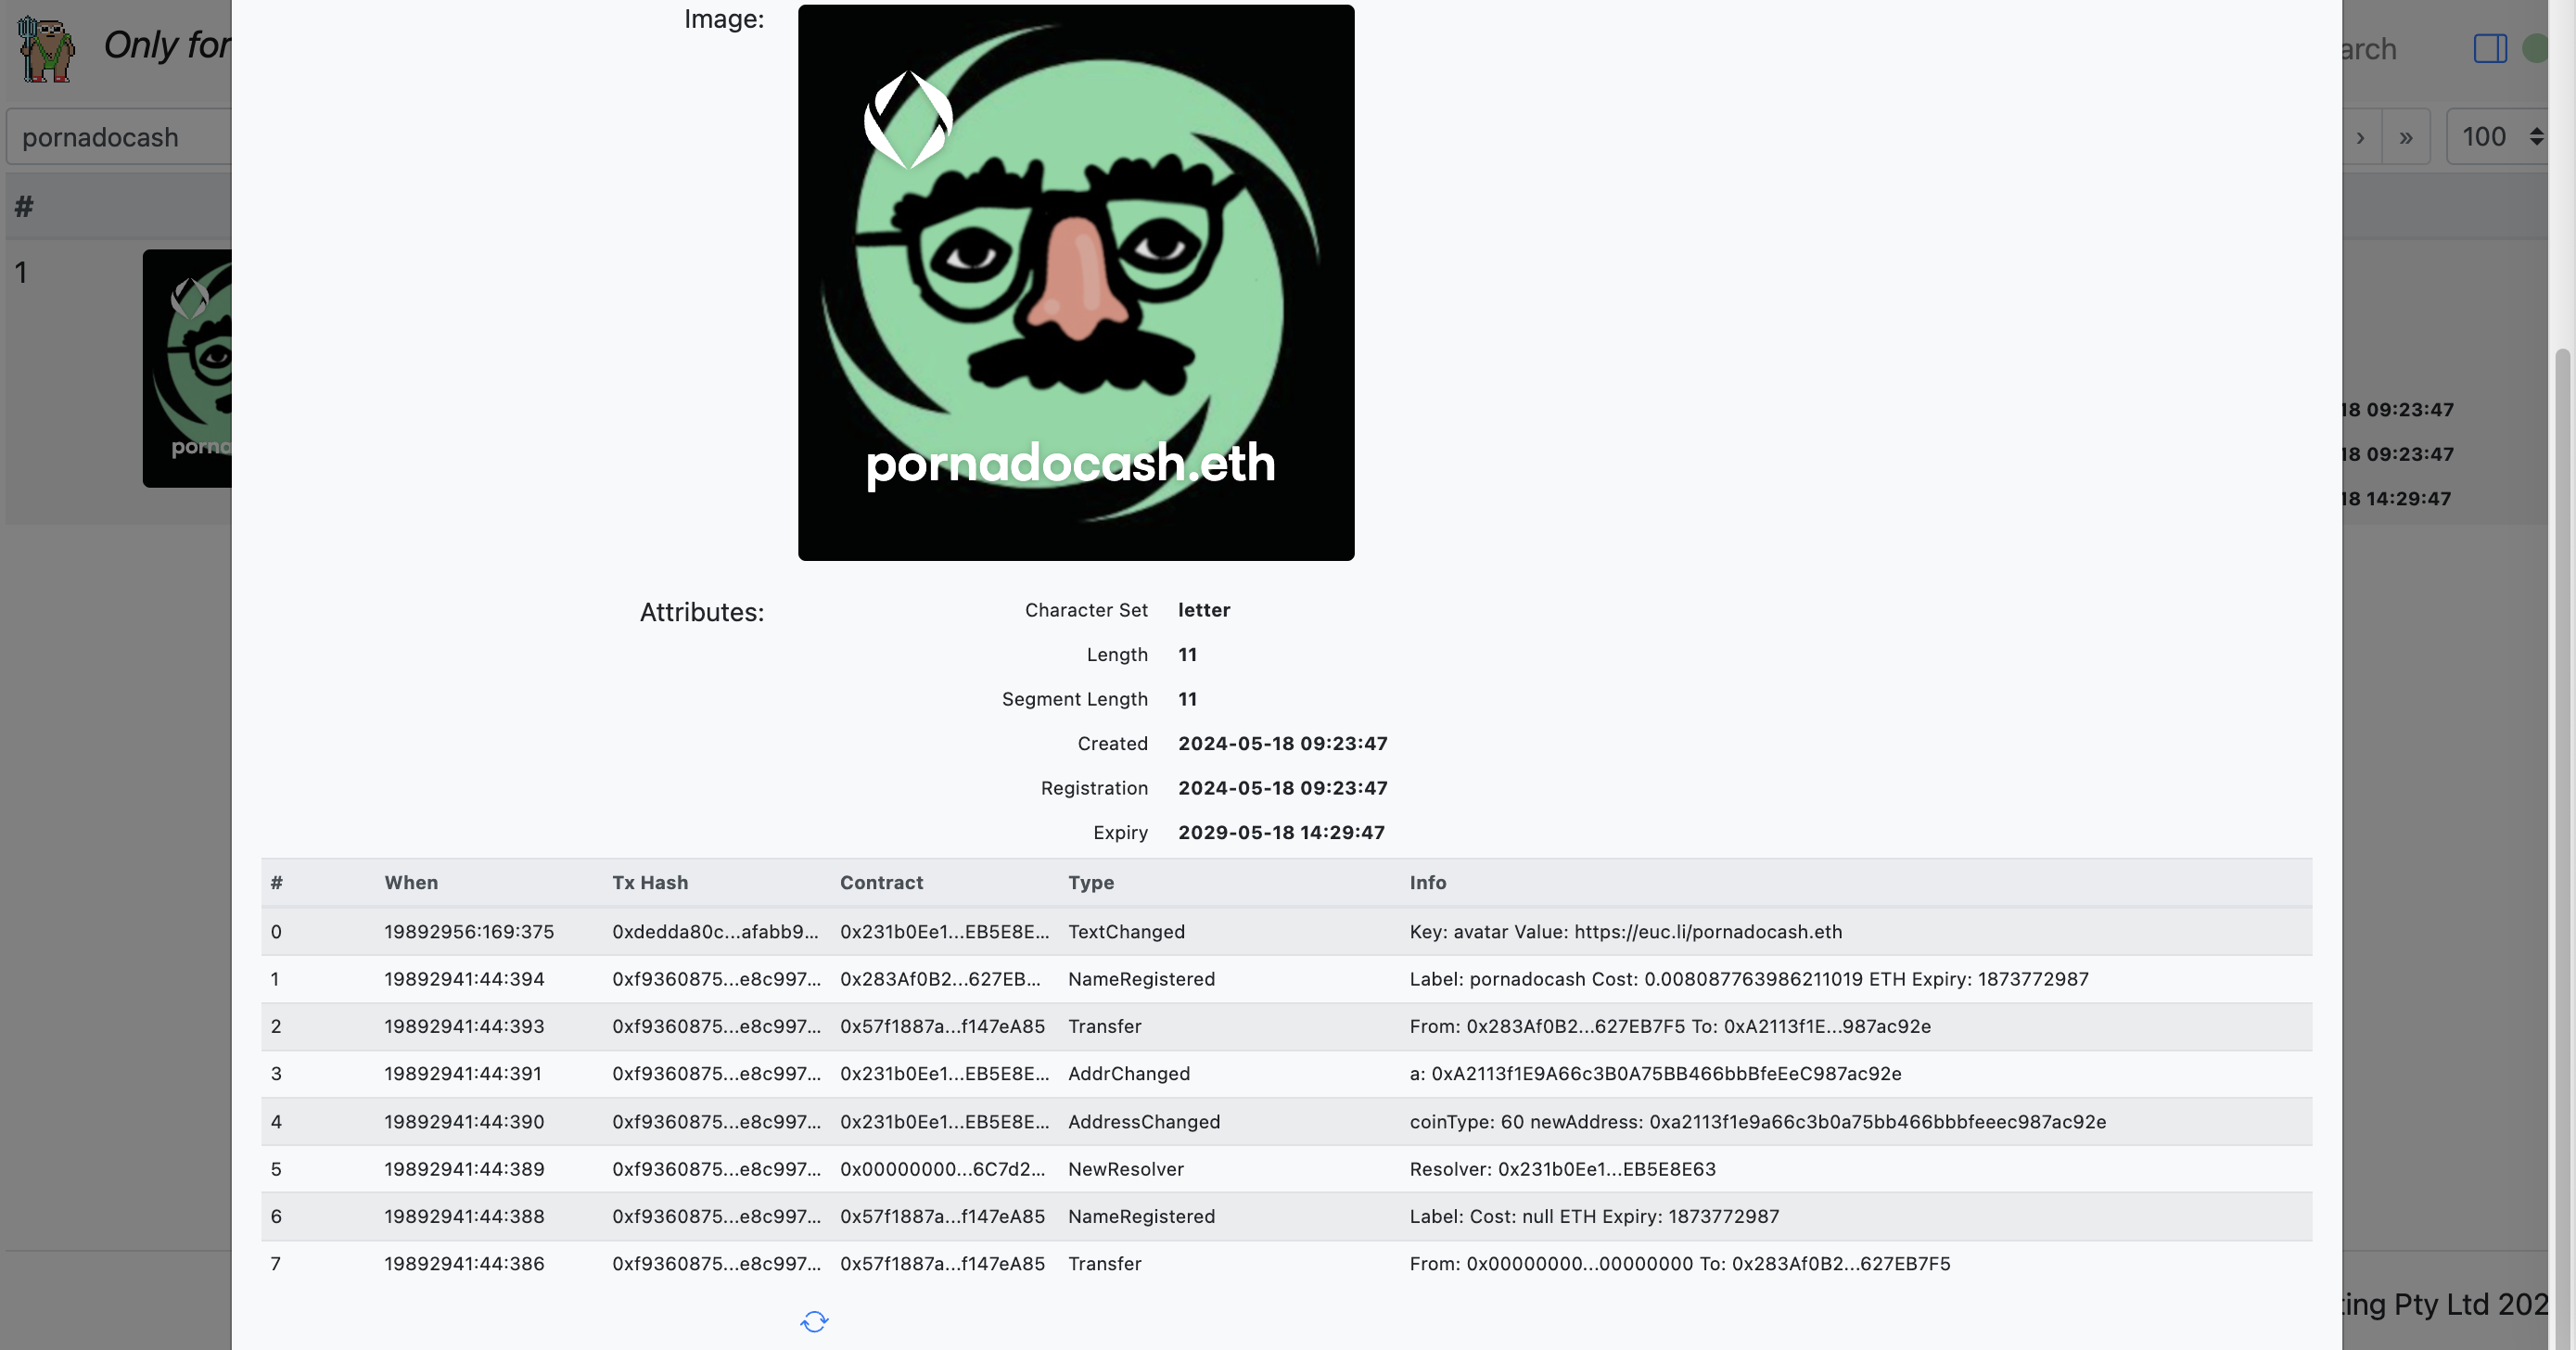 Image:
Only for
arch
pornadocash
› » 100
#
1
pornadocash.eth
porna
18 09:23:47
18 09:23:47
18 14:29:47
Attributes:
Character Set letter
Length 11
Segment Length 11
Created 2024-05-18 09:23:47
Registration 2024-05-18 09:23:47
Expiry 2029-05-18 14:29:47
# When Tx Hash Contract Type Info
0 19892956:169:375 0xdedda80c...afabb9... 0x231b0Ee1...EB5E8E... TextChanged Key: avatar Value: https://euc.li/pornadocash.eth
1 19892941:44:394 0xf9360875...e8c997... 0x283Af0B2...627EB... NameRegistered Label: pornadocash Cost: 0.008087763986211019 ETH Expiry: 1873772987
2 19892941:44:393 0xf9360875...e8c997... 0x57f1887a...f147eA85 Transfer From: 0x283Af0B2...627EB7F5 To: 0xA2113f1E...987ac92e
3 19892941:44:391 0xf9360875...e8c997... 0x231b0Ee1...EB5E8E... AddrChanged a: 0xA2113f1E9A66c3B0A75BB466bbBfeEeC987ac92e
4 19892941:44:390 0xf9360875...e8c997... 0x231b0Ee1...EB5E8E... AddressChanged coinType: 60 newAddress: 0xa2113f1e9a66c3b0a75bb466bbbfeeec987ac92e
5 19892941:44:389 0xf9360875...e8c997... 0x00000000...6C7d2... NewResolver Resolver: 0x231b0Ee1...EB5E8E63
6 19892941:44:388 0xf9360875...e8c997... 0x57f1887a...f147eA85 NameRegistered Label: Cost: null ETH Expiry: 1873772987
7 19892941:44:386 0xf9360875...e8c997... 0x57f1887a...f147eA85 Transfer From: 0x00000000...00000000 To: 0x283Af0B2...627EB7F5
ting Pty Ltd 202